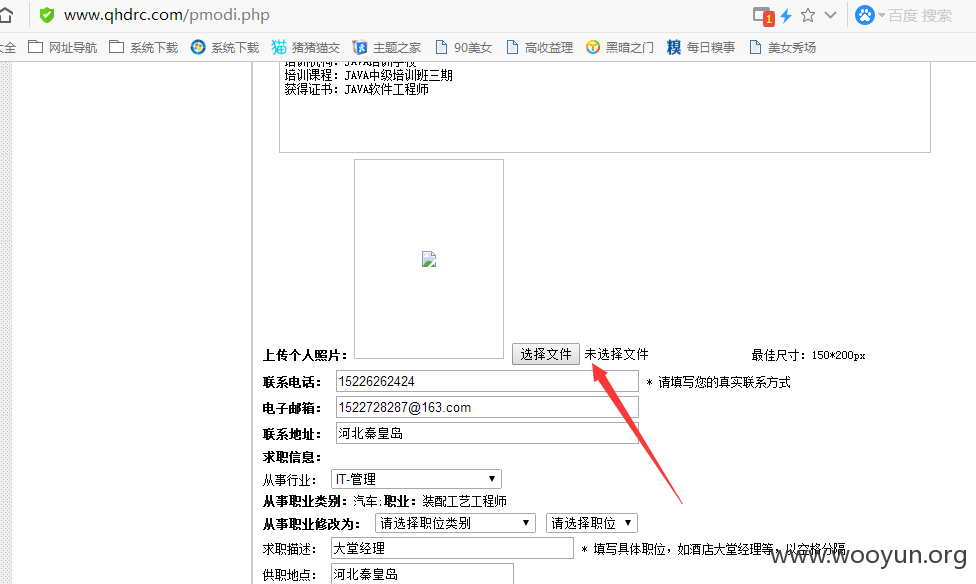 www.qhdrc.com/pmodi.php
1
百度 搜索
大全 网址导航 系统下载 系统下载 猪猪猫交 主题之家 90美女 高收益理 黑暗之门 每日糗事 美女秀场
培训机构: JAVA培训学校
培训课程: JAVA中级培训班三期
获得证书: JAVA软件工程师
上传个人照片: 选择文件 未选择文件 最佳尺寸: 150*200px
联系电话: 15226262424 * 请填写您的真实联系方式
电子邮箱: 1522728287@163.com
联系地址: 河北秦皇岛
求职信息:
从事行业: IT-管理
从事职业类别: 汽车;职业: 装配工艺工程师
从事职业修改为: 请选择职位类别 请选择职位
求职描述: 大堂经理 * 填写具体职位, 如酒店大堂经理等, 以空格分隔
www.wooyun.org
供职地点: 河北秦皇岛